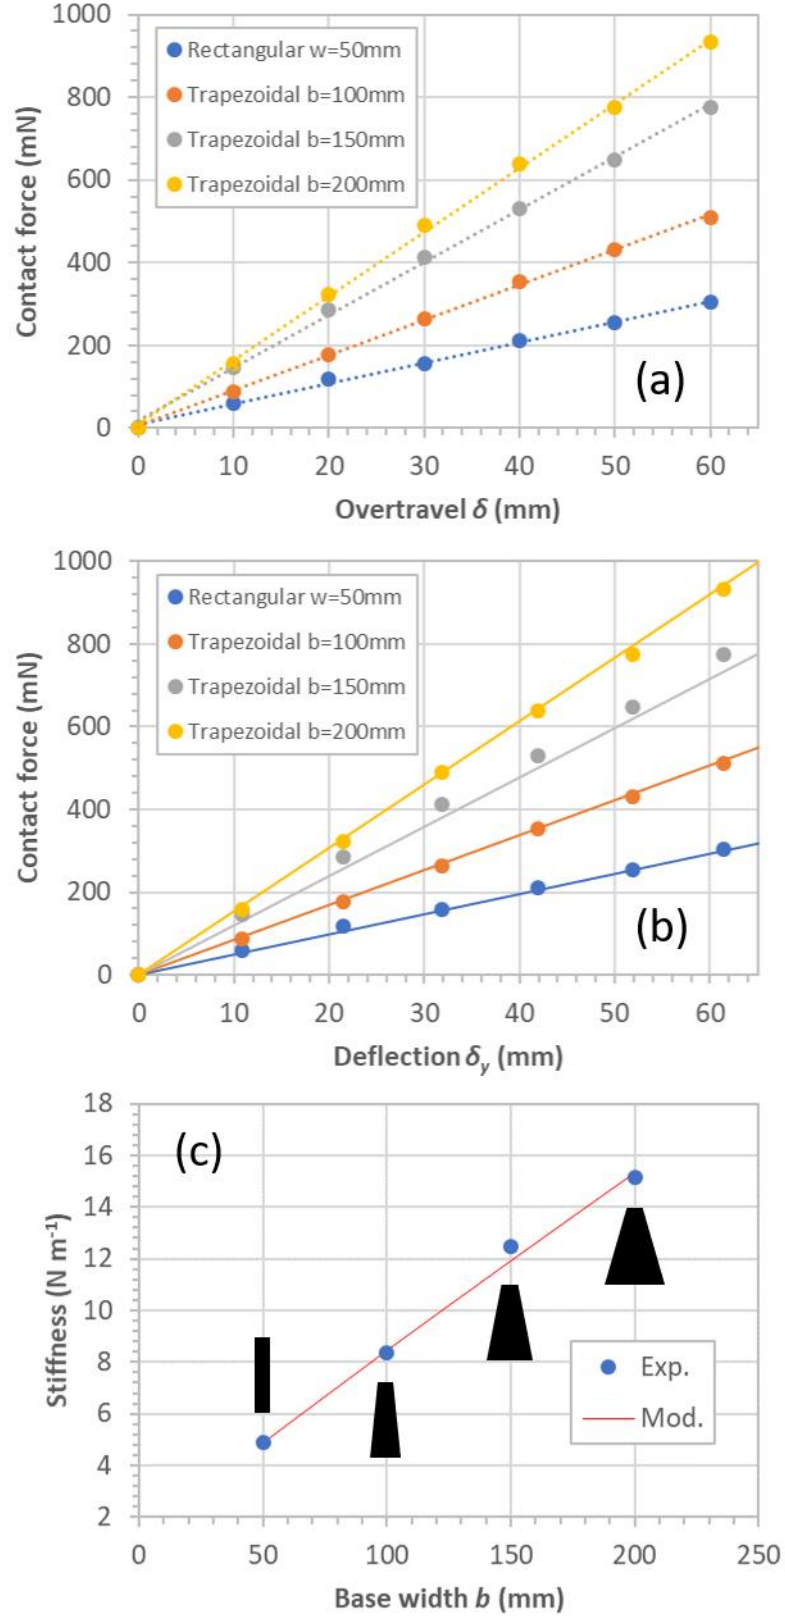 1000
800
600
400
200
0
Contact force (mN)
Rectangular w=50mm
Trapezoidal b=100mm
Trapezoidal b=150mm
Trapezoidal b=200mm
(a)
0 10 20 30 40 50 60
Overtravel δ (mm)
1000
800
600
400
200
0
Contact force (mN)
Rectangular w=50mm
Trapezoidal b=100mm
Trapezoidal b=150mm
Trapezoidal b=200mm
(b)
0 10 20 30 40 50 60
Deflection δy (mm)
18
16
14
12
10
8
6
4
2
Stiffness (N m-1)
(c)
Exp.
Mod.
0 50 100 150 200 250
Base width b (mm)